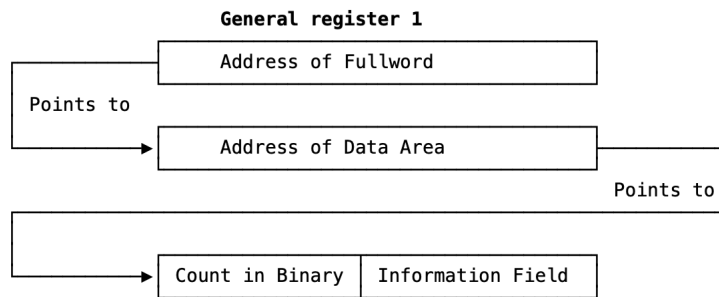 General register 1
Address of Fullword
Points to
Address of Data Area
Points to
Count in Binary Information Field